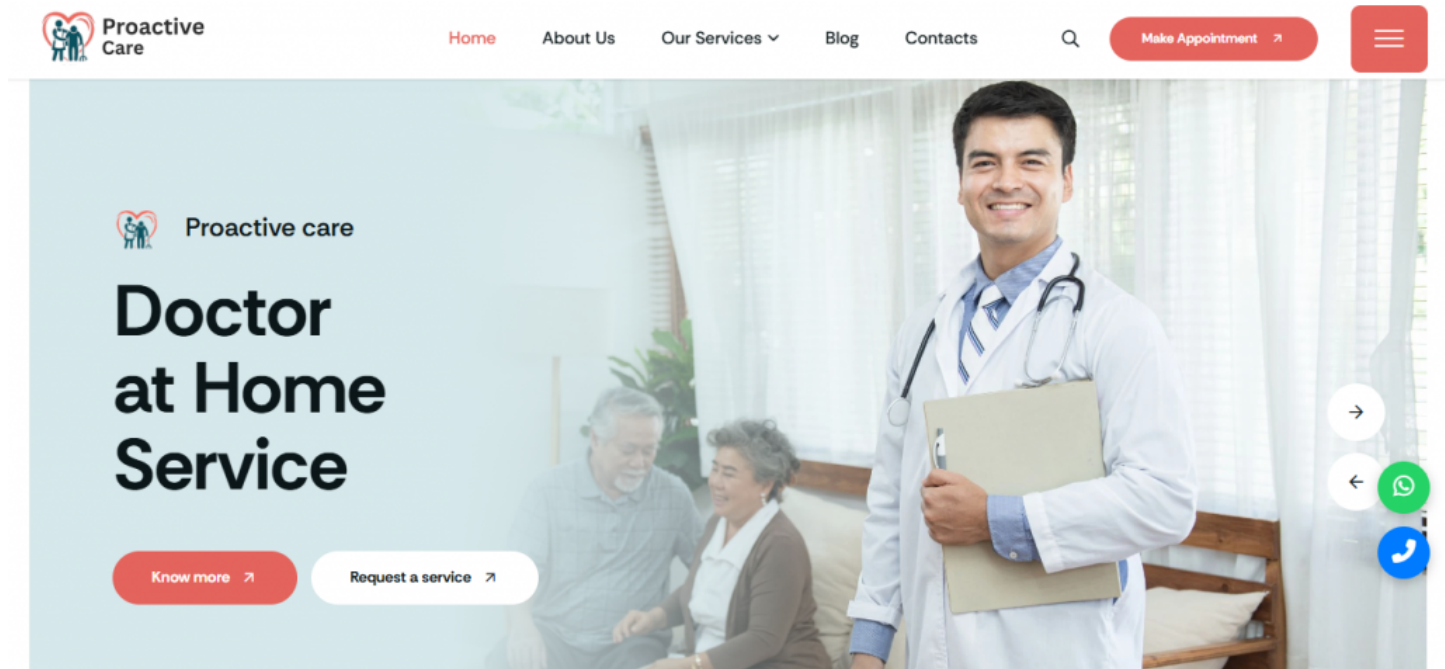 Proactive
Care
Home
About Us
Our Services
Blog
Contacts
Make Appointment
Proactive care
Doctor
at Home
Service
Know more
Request a service